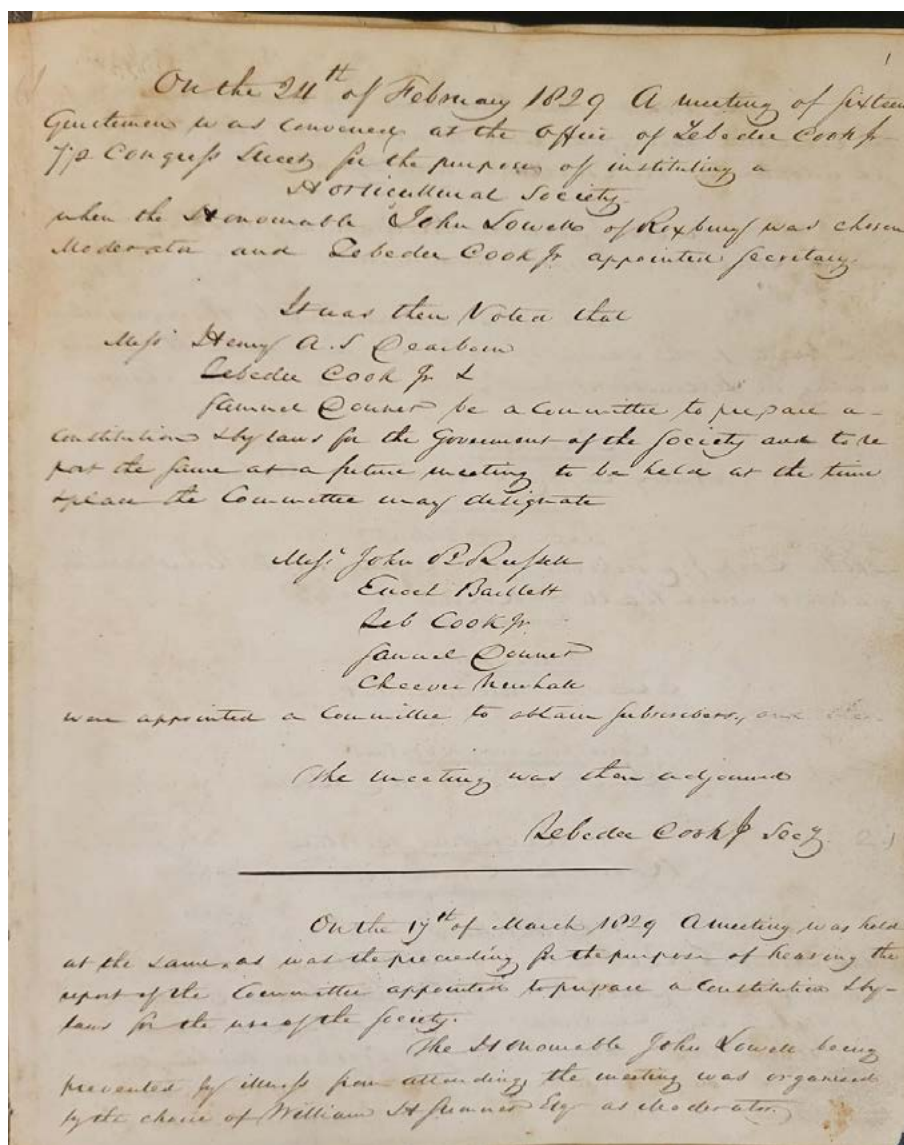 1
On the 24th of February 1829 A meeting of sixteen
Gentlemen was convened at the office of Zebedee Cook Jr
7½ Congress Street for the purpose of instituting a
Horticultural Society
when the Honourable John Lowell of Roxbury was chosen
Moderator and Zebedee Cook Jr. appointed Secretary.
It was then Voted that
Messrs Henry A. S Dearborn
Zebedee Cook Jr &
Samuel Downer be a Committee to prepare a
Constitution & by laws for the Government of the Society and to re
port the same at a future meeting to be held at the time
& place the Committee may designate
Messrs John B Russell
Enoch Bartlett
Zeb Cook Jr.
Samuel Downer
Cheever Newhall
were appointed a Committee to obtain subscribers,
The meeting was then adjourned
Zebedee Cook Jr Secy.
On the 17th of March 1829 A meeting was held
at the same, as was the preceeding for the purpose of hearing the
report of the Committee appointed to prepare a Constitution & by-
laws for the use of the Society.
The Honourable John Lowell being
prevented by illness from attending, the meeting was organised
by the choice of William H Sumner Esqr as Moderator.